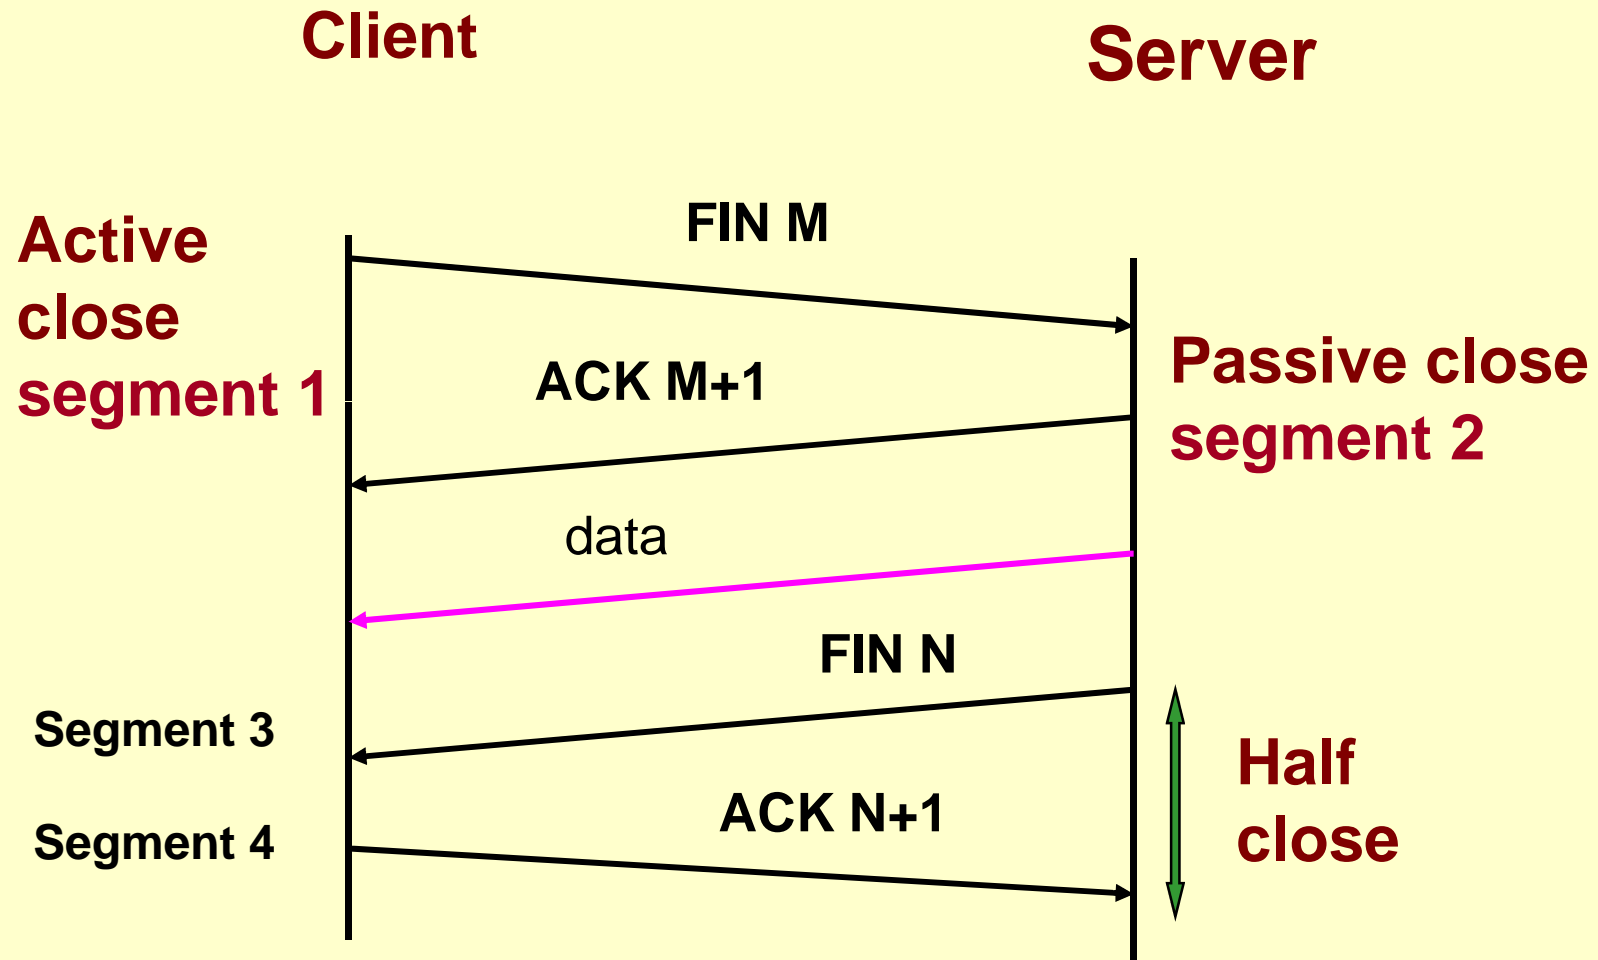 Client
Server
FIN M
Active
close
segment 1
ACK M+1
Passive close
segment 2
data
FIN N
Segment 3
Half
close
ACK N+1
Segment 4